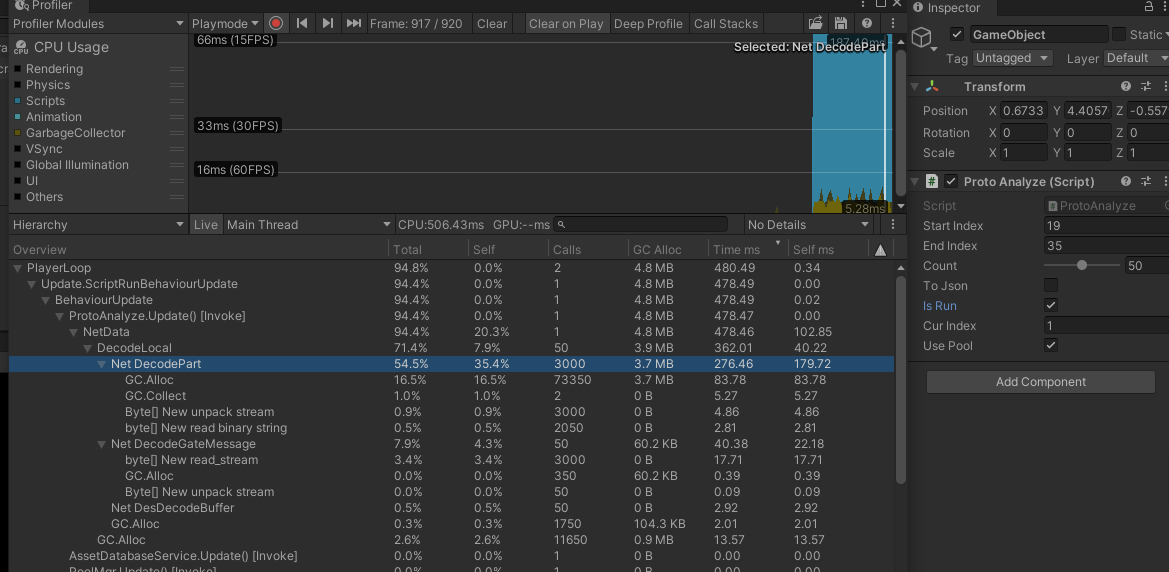 Profiler
Profiler Modules Playmode Frame: 917 / 920 Clear Clear on Play Deep Profile Call Stacks
CPU Usage
Rendering
Physics
Scripts
Animation
GarbageCollector
VSync
Global Illumination
UI
Others
66ms (15FPS)
Selected: Net DecodePart
33ms (30FPS)
16ms (60FPS)
5.28ms
Hierarchy Live Main Thread CPU:506.43ms GPU:--ms No Details
Overview Total Self Calls GC Alloc Time ms Self ms
PlayerLoop 94.8% 0.0% 2 4.8 MB 480.49 0.34
Update.ScriptRunBehaviourUpdate 94.4% 0.0% 1 4.8 MB 478.49 0.00
BehaviourUpdate 94.4% 0.0% 1 4.8 MB 478.49 0.02
ProtoAnalyze.Update() [Invoke] 94.4% 0.0% 1 4.8 MB 478.47 0.00
NetData 94.4% 20.3% 1 4.8 MB 478.46 102.85
DecodeLocal 71.4% 7.9% 50 3.9 MB 362.01 40.22
Net DecodePart 54.5% 35.4% 3000 3.7 MB 276.46 179.72
GC.Alloc 16.5% 16.5% 73350 3.7 MB 83.78 83.78
GC.Collect 1.0% 1.0% 2 0 B 5.27 5.27
Byte[] New unpack stream 0.9% 0.9% 3000 0 B 4.86 4.86
byte[] New read binary string 0.5% 0.5% 2050 0 B 2.81 2.81
Net DecodeGateMessage 7.9% 4.3% 50 60.2 KB 40.38 22.18
byte[] New read_stream 3.4% 3.4% 3000 0 B 17.71 17.71
GC.Alloc 0.0% 0.0% 350 60.2 KB 0.39 0.39
Byte[] New unpack stream 0.0% 0.0% 50 0 B 0.09 0.09
Net DesDecodeBuffer 0.5% 0.5% 50 0 B 2.92 2.92
GC.Alloc 0.3% 0.3% 1750 104.3 KB 2.01 2.01
GC.Alloc 2.6% 2.6% 11650 0.9 MB 13.57 13.57
AssetDatabaseService.Update() [Invoke] 0.0% 0.0% 1 0 B 0.00 0.00
PoolMgr.Update() [Invoke] 0.0% 0.0% 1 0 B 0.00 0.00
Inspector
GameObject Static
Tag Untagged Layer Default
Transform
Position X 0.6733 Y 4.4057 Z -0.557
Rotation X 0 Y 0 Z 0
Scale X 1 Y 1 Z 1
Proto Analyze (Script)
Script ProtoAnalyze
Start Index 19
End Index 35
Count 50
To Json
Is Run
Cur Index 1
Use Pool
Add Component